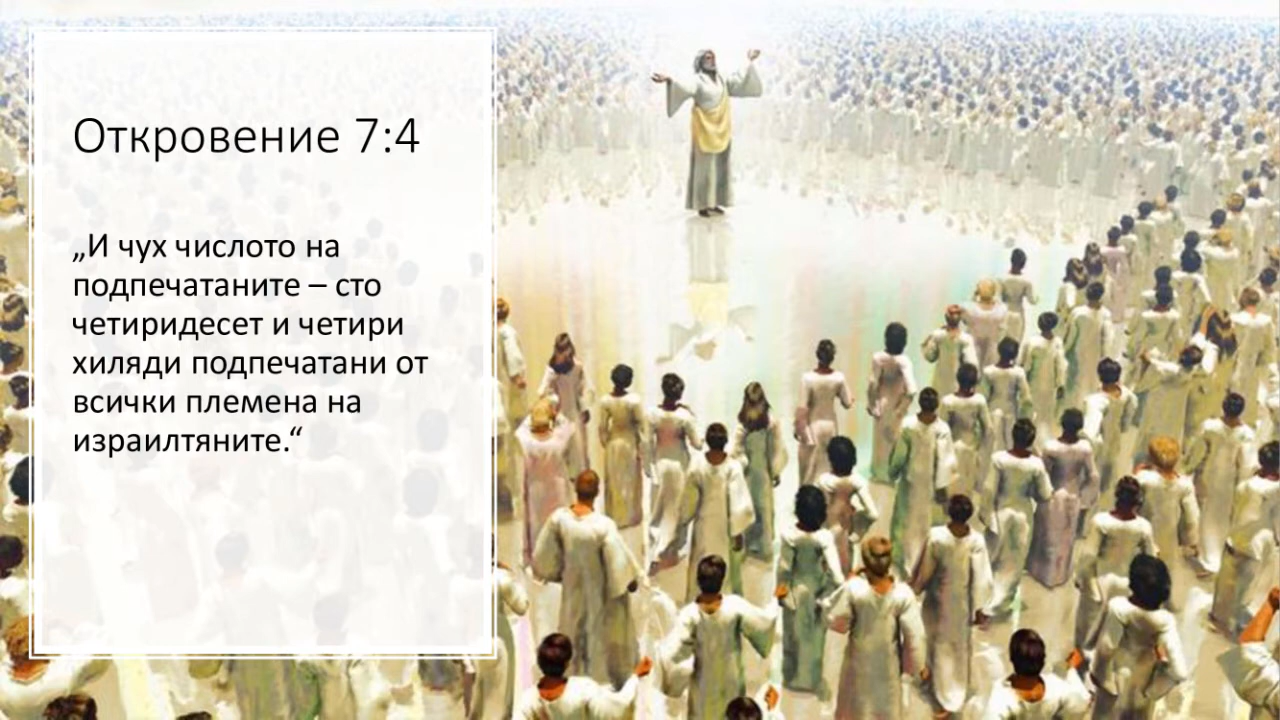 Откровение 7:4
„И чух числото на
подпечатаните – сто
четиридесет и четири
хиляди подпечатани от
всички племена на
израилтяните.“